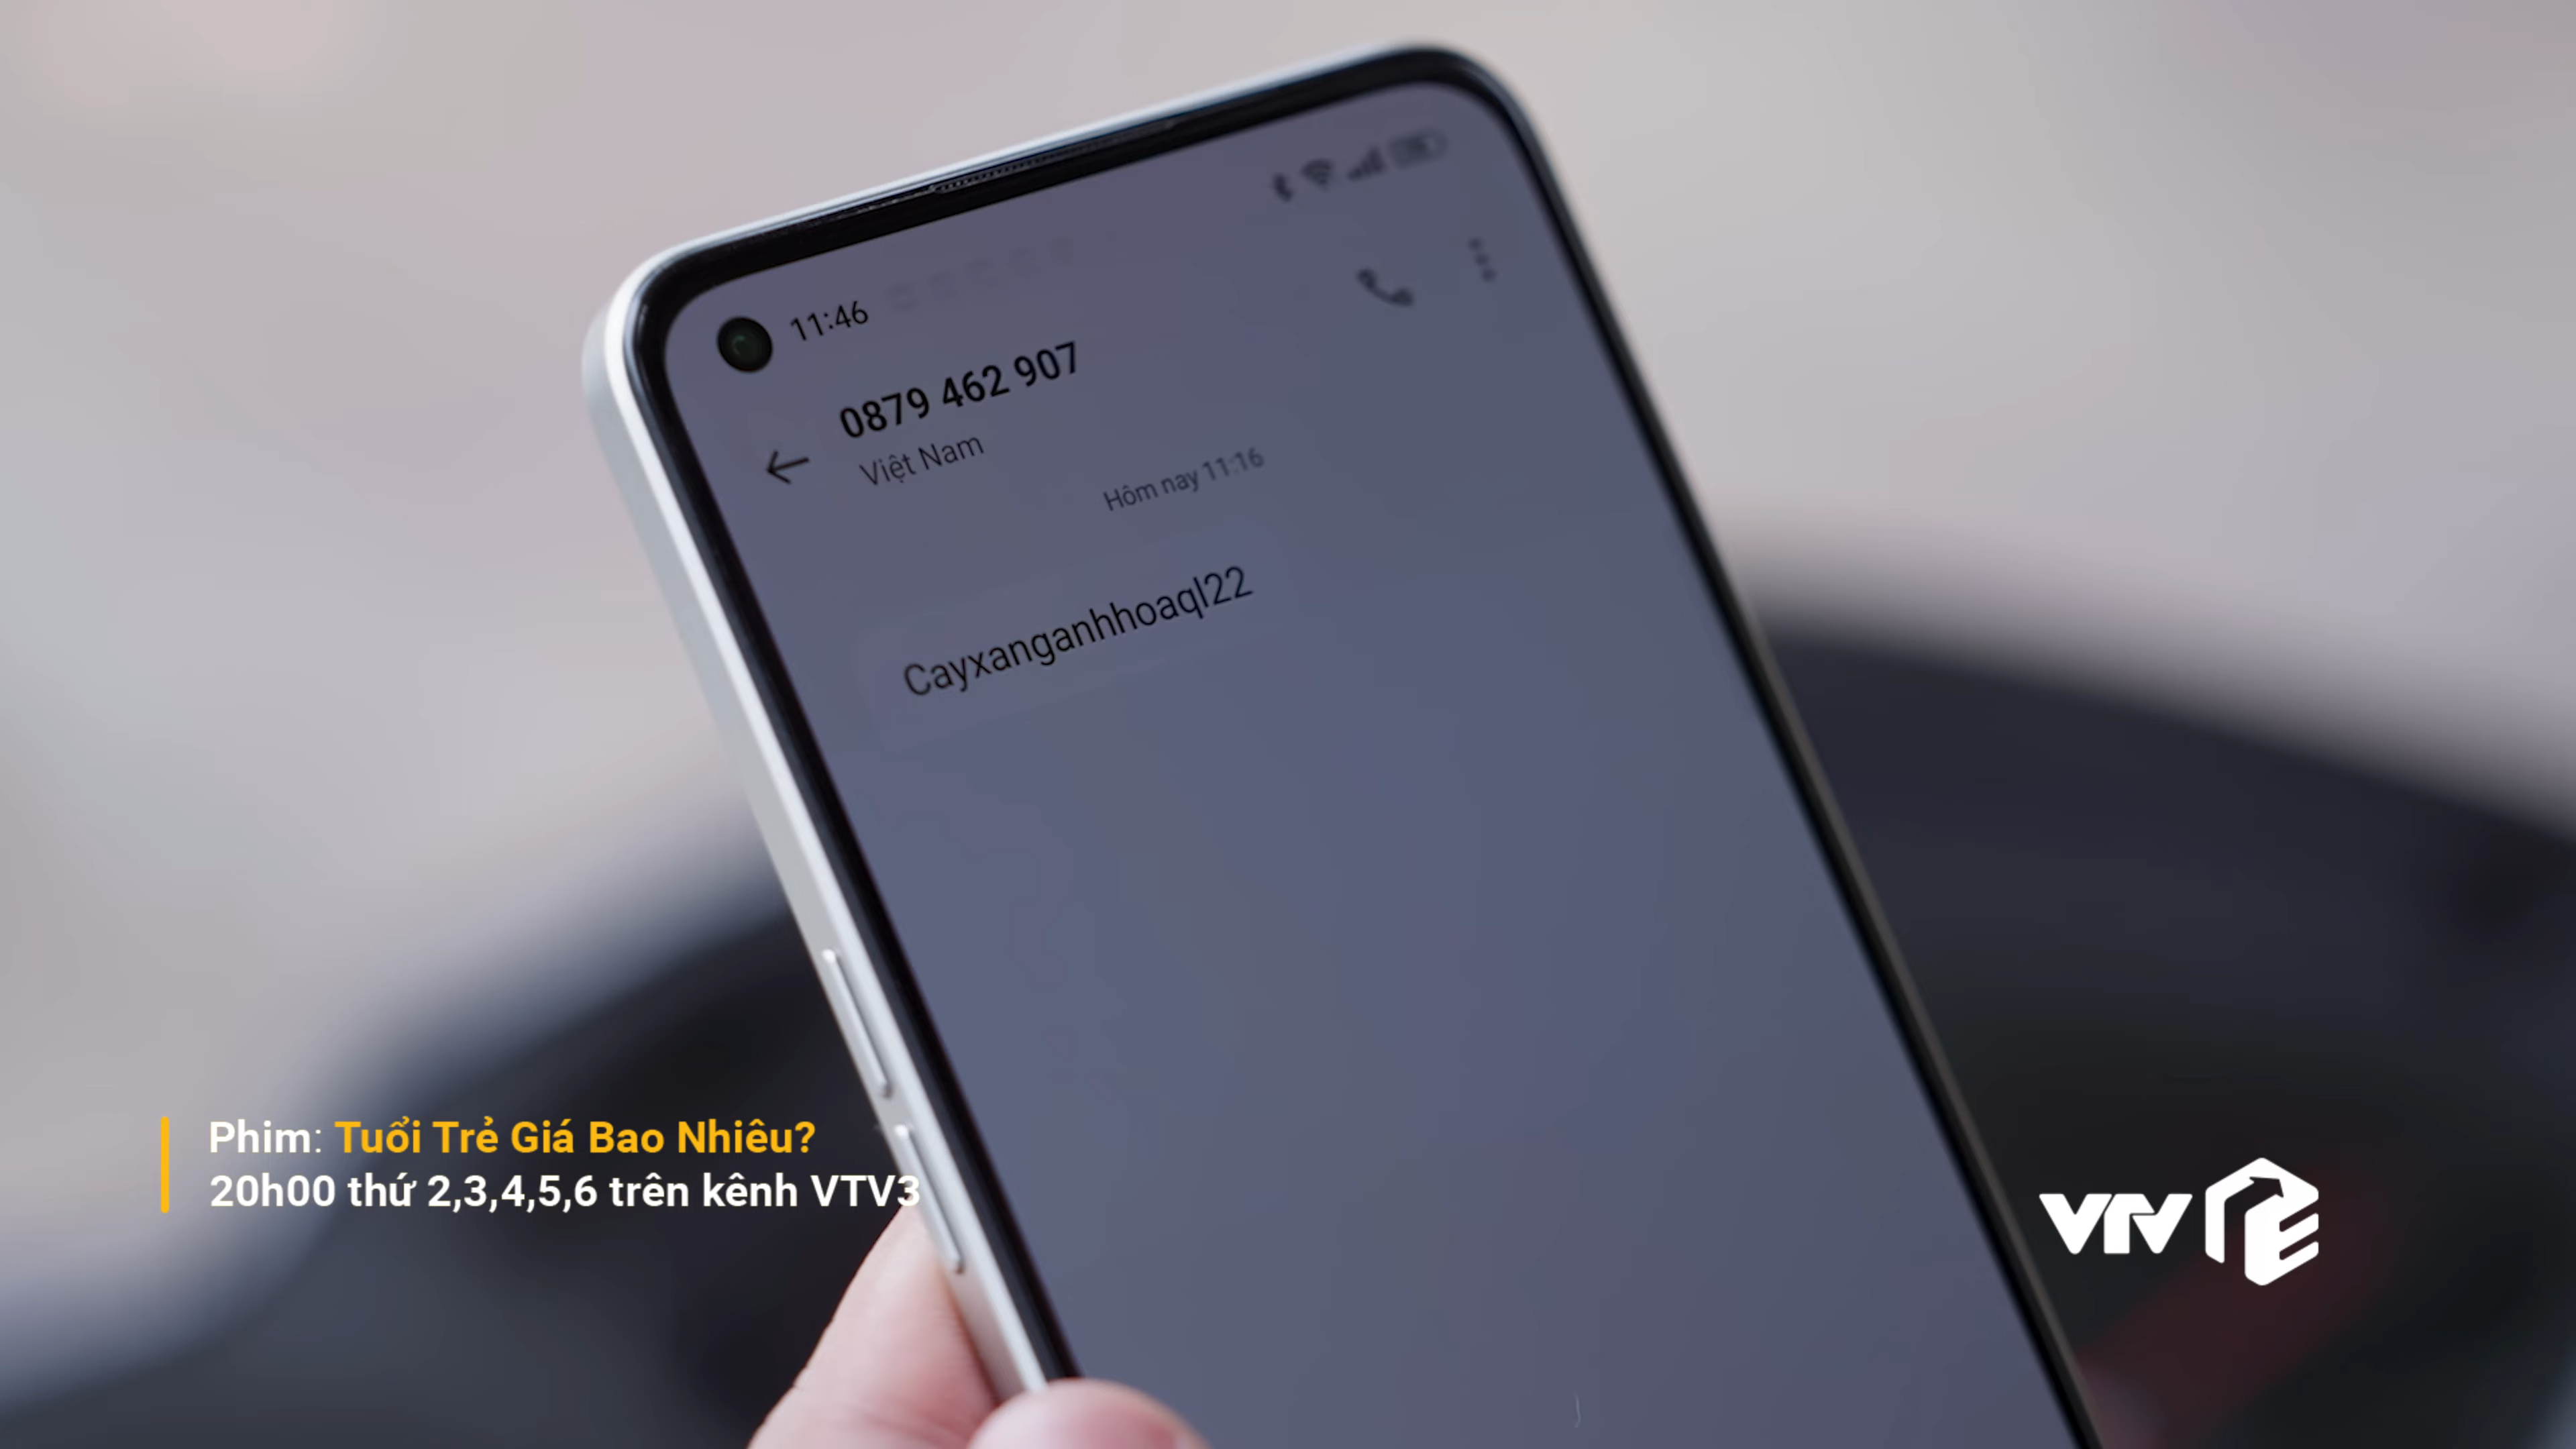 11:46
0879 462 907
Việt Nam
Hôm nay 11:16
Cayxanganhhoaql22
Phim: Tuổi Trẻ Giá Bao Nhiêu?
20h00 thứ 2,3,4,5,6 trên kênh VTV3
VTV